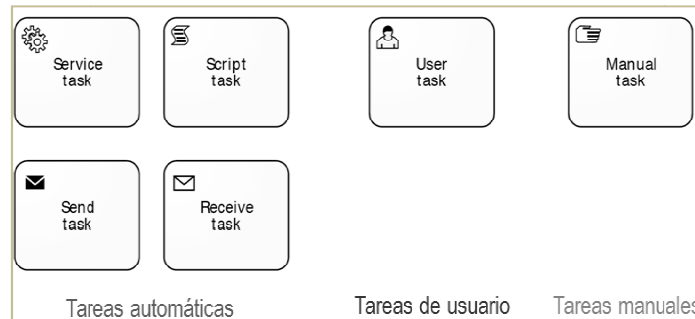 Service
task
Script
task
User
task
Manual
task
Send
task
Receive
task
Tareas automáticas
Tareas de usuario
Tareas manuales